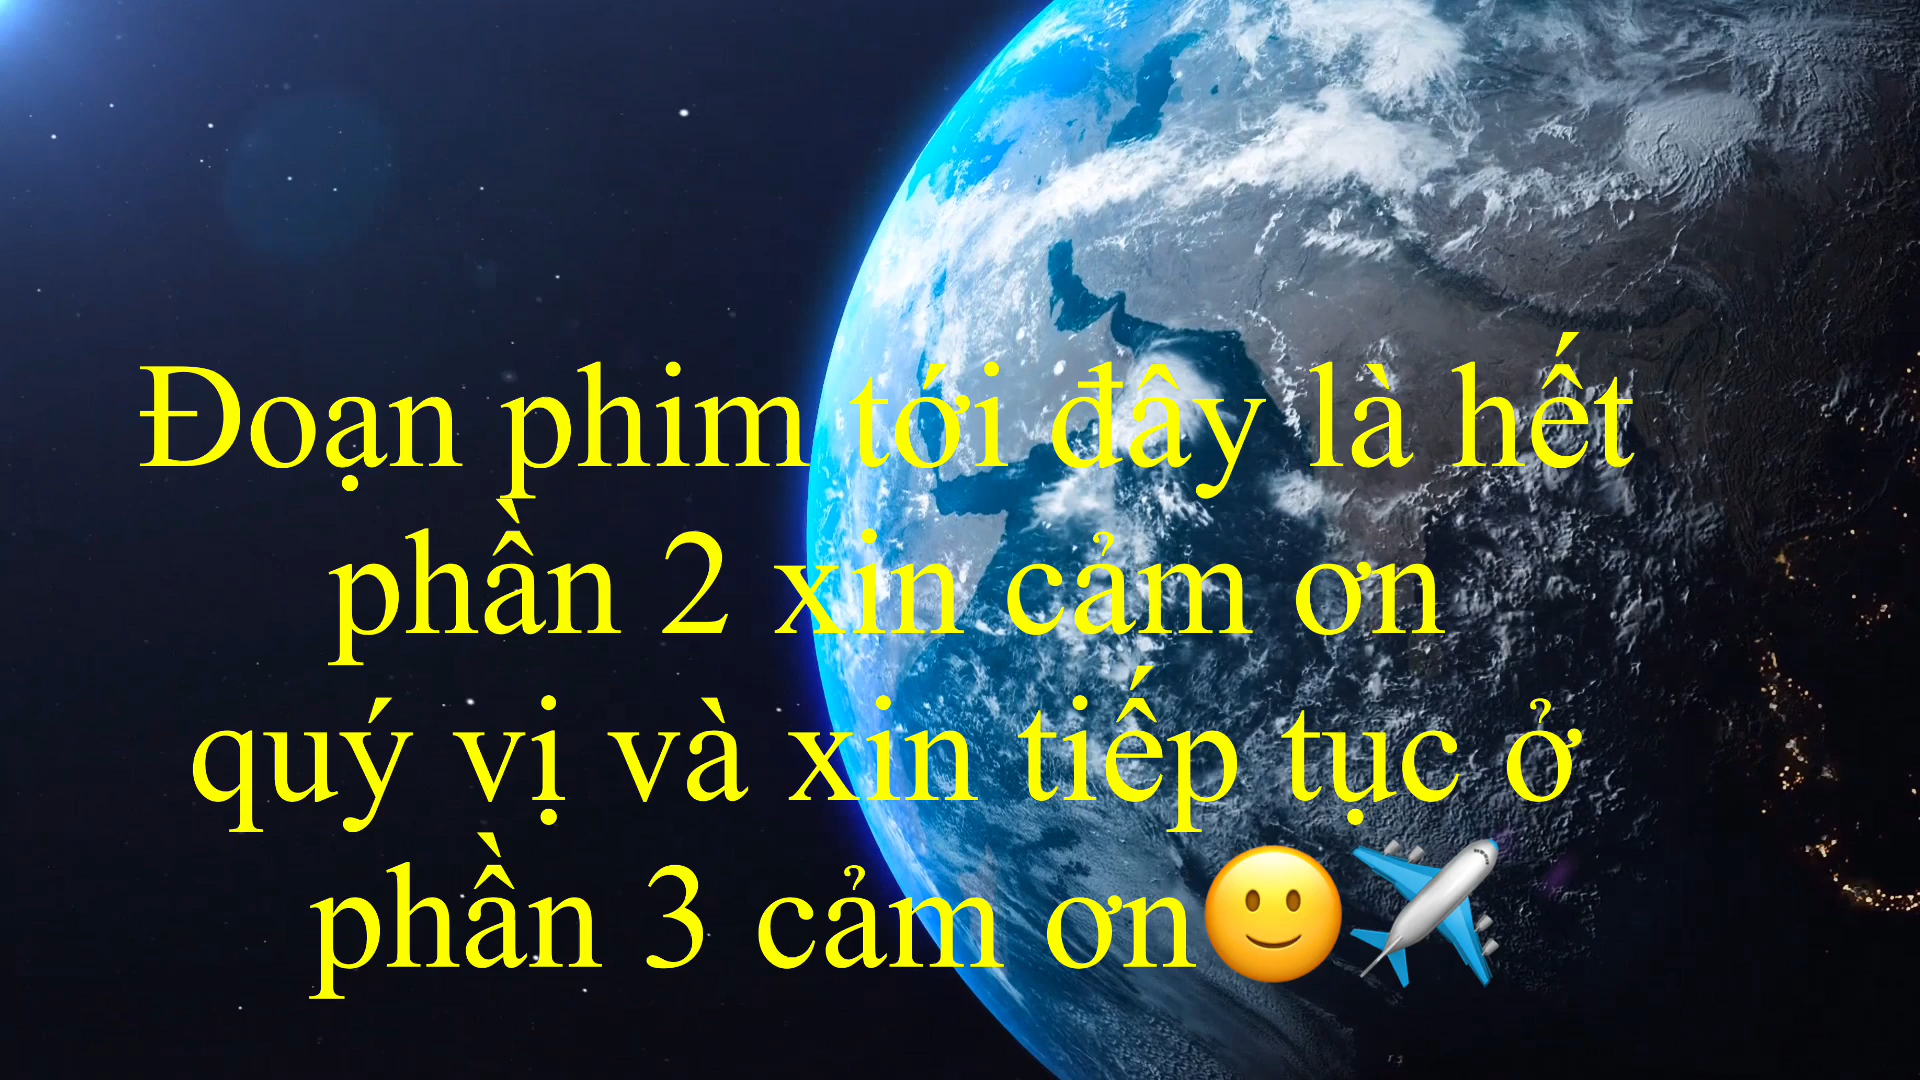 Đoạn phim tới đây là hết
phần 2 xin cảm ơn
quý vị và xin tiếp tục ở
phần 3 cảm ơn🙂✈️